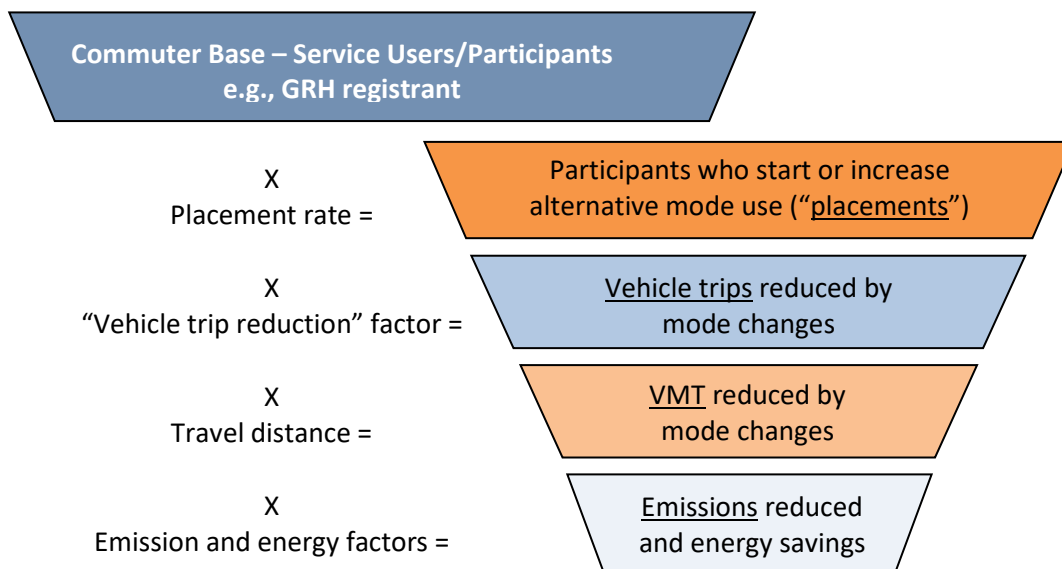 Commuter Base – Service Users/Participants
e.g., GRH registrant
X
Placement rate =
Participants who start or increase
alternative mode use (“placements”)
X
“Vehicle trip reduction” factor =
Vehicle trips reduced by
mode changes
X
Travel distance =
VMT reduced by
mode changes
X
Emission and energy factors =
Emissions reduced
and energy savings